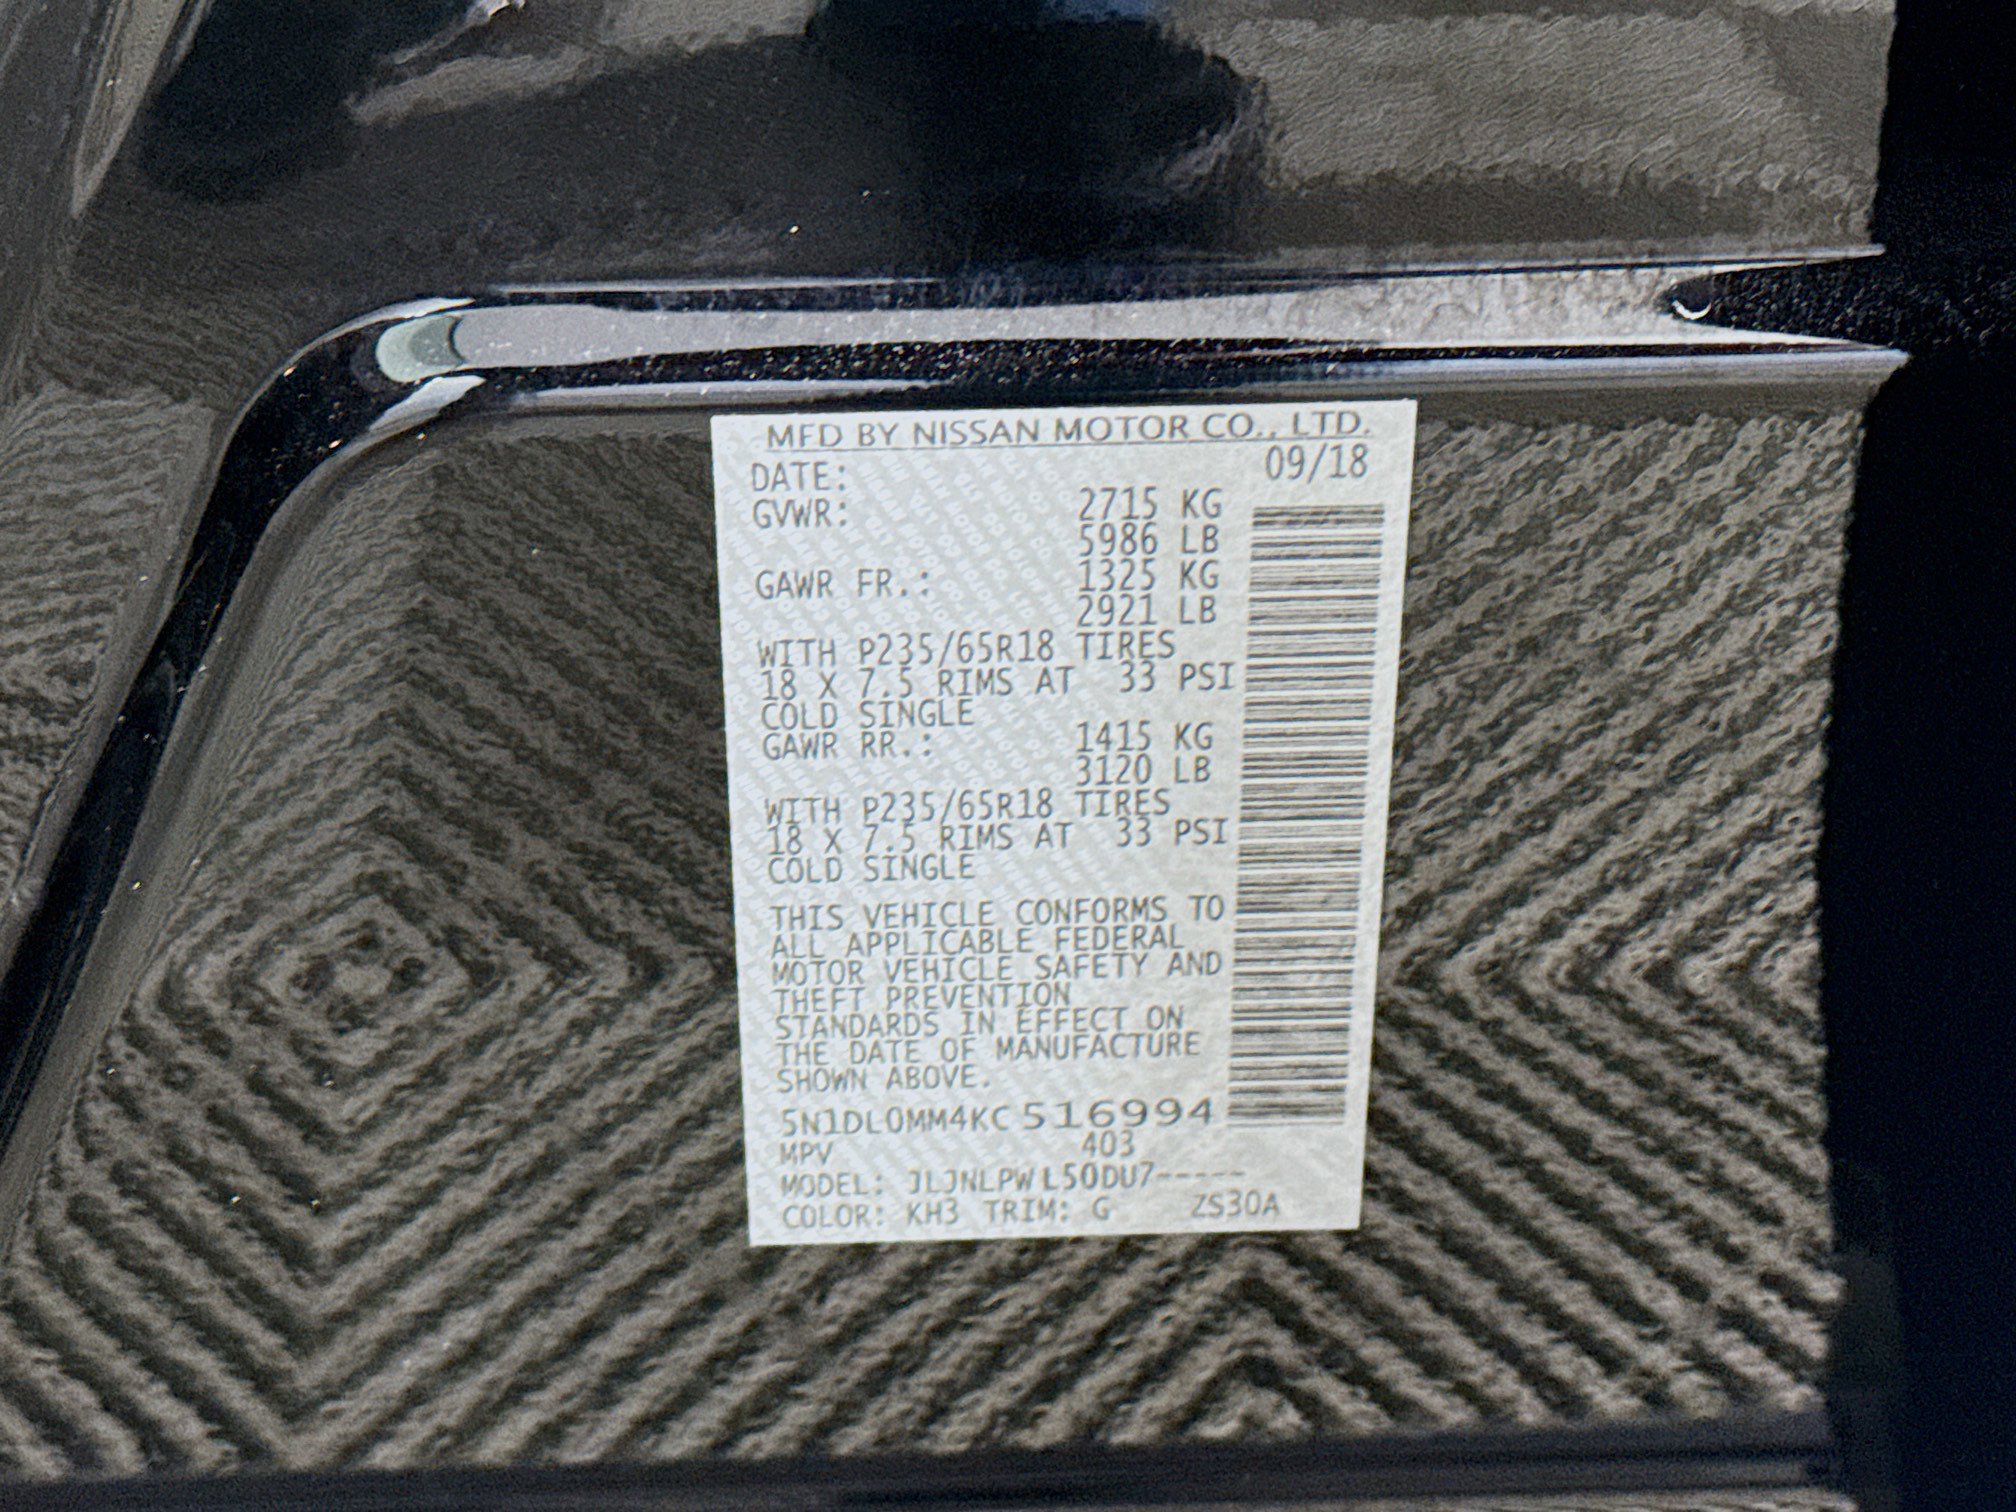 MFD BY NISSAN MOTOR CO., LTD.
DATE: 09/18
GVWR: 2715 KG
5986 LB
GAWR FR.: 1325 KG
2921 LB
WITH P235/65R18 TIRES
18 X 7.5 RIMS AT 33 PSI
COLD SINGLE
GAWR RR.: 1415 KG
3120 LB
WITH P235/65R18 TIRES
18 X 7.5 RIMS AT 33 PSI
COLD SINGLE
THIS VEHICLE CONFORMS TO
ALL APPLICABLE FEDERAL
MOTOR VEHICLE SAFETY AND
THEFT PREVENTION
STANDARDS IN EFFECT ON
THE DATE OF MANUFACTURE
SHOWN ABOVE.
5N1DL0MM4KC516994
MPV 403
MODEL: JLJNLPWL50DU7-----
COLOR: KH3 TRIM: G ZS30A